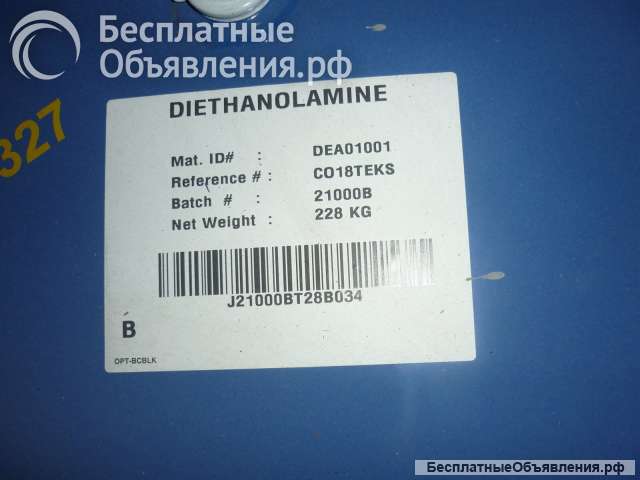 Бесплатные
Объявления.рф
327
DIETHANOLAMINE
Mat. ID# : DEA01001
Reference # : CO18TEKS
Batch # : 21000B
Net Weight : 228 KG
J21000BT28B034
B
OPT-BCBLK
БесплатныеОбъявления.рф